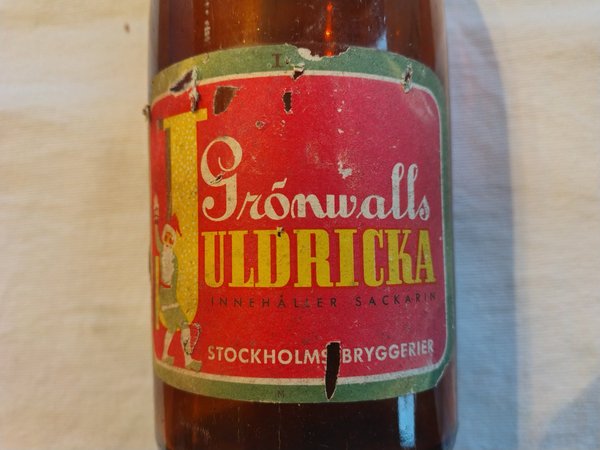 I
Grönwalls
JULDRICKA
INNEHÅLLER SACKARIN
STOCKHOLMS BRYGGERIER